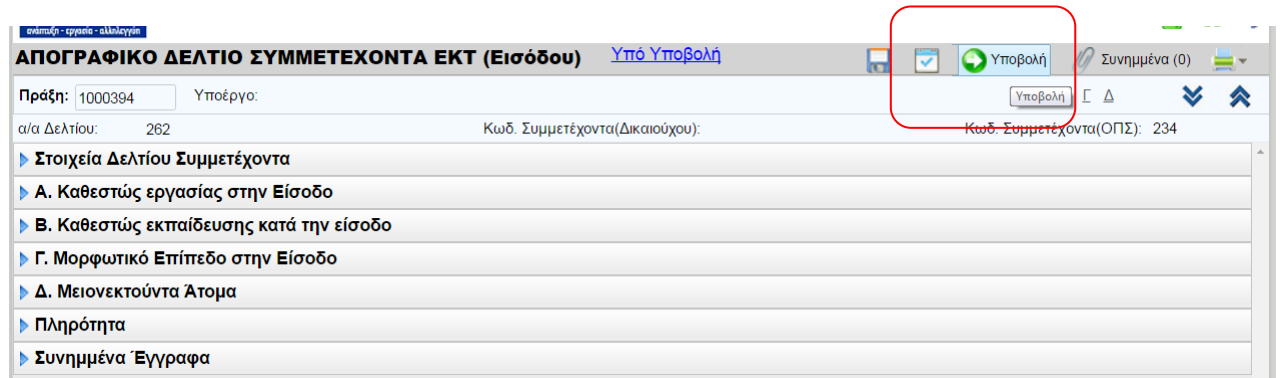 ανάπτυξη - εργασία - αλληλεγγύη
ΑΠΟΓΡΑΦΙΚΟ ΔΕΛΤΙΟ ΣΥΜΜΕΤΕΧΟΝΤΑ ΕΚΤ (Εισόδου) Υπό Υποβολή Υποβολή Συνημμένα (0)
Πράξη: 1000394 Υποέργο: Υποβολή Γ Δ
α/α Δελτίου: 262 Κωδ. Συμμετέχοντα(Δικαιούχου): Κωδ. Συμμετέχοντα(ΟΠΣ): 234
Στοιχεία Δελτίου Συμμετέχοντα
Α. Καθεστώς εργασίας στην Είσοδο
Β. Καθεστώς εκπαίδευσης κατά την είσοδο
Γ. Μορφωτικό Επίπεδο στην Είσοδο
Δ. Μειονεκτούντα Άτομα
Πληρότητα
Συνημμένα Έγγραφα